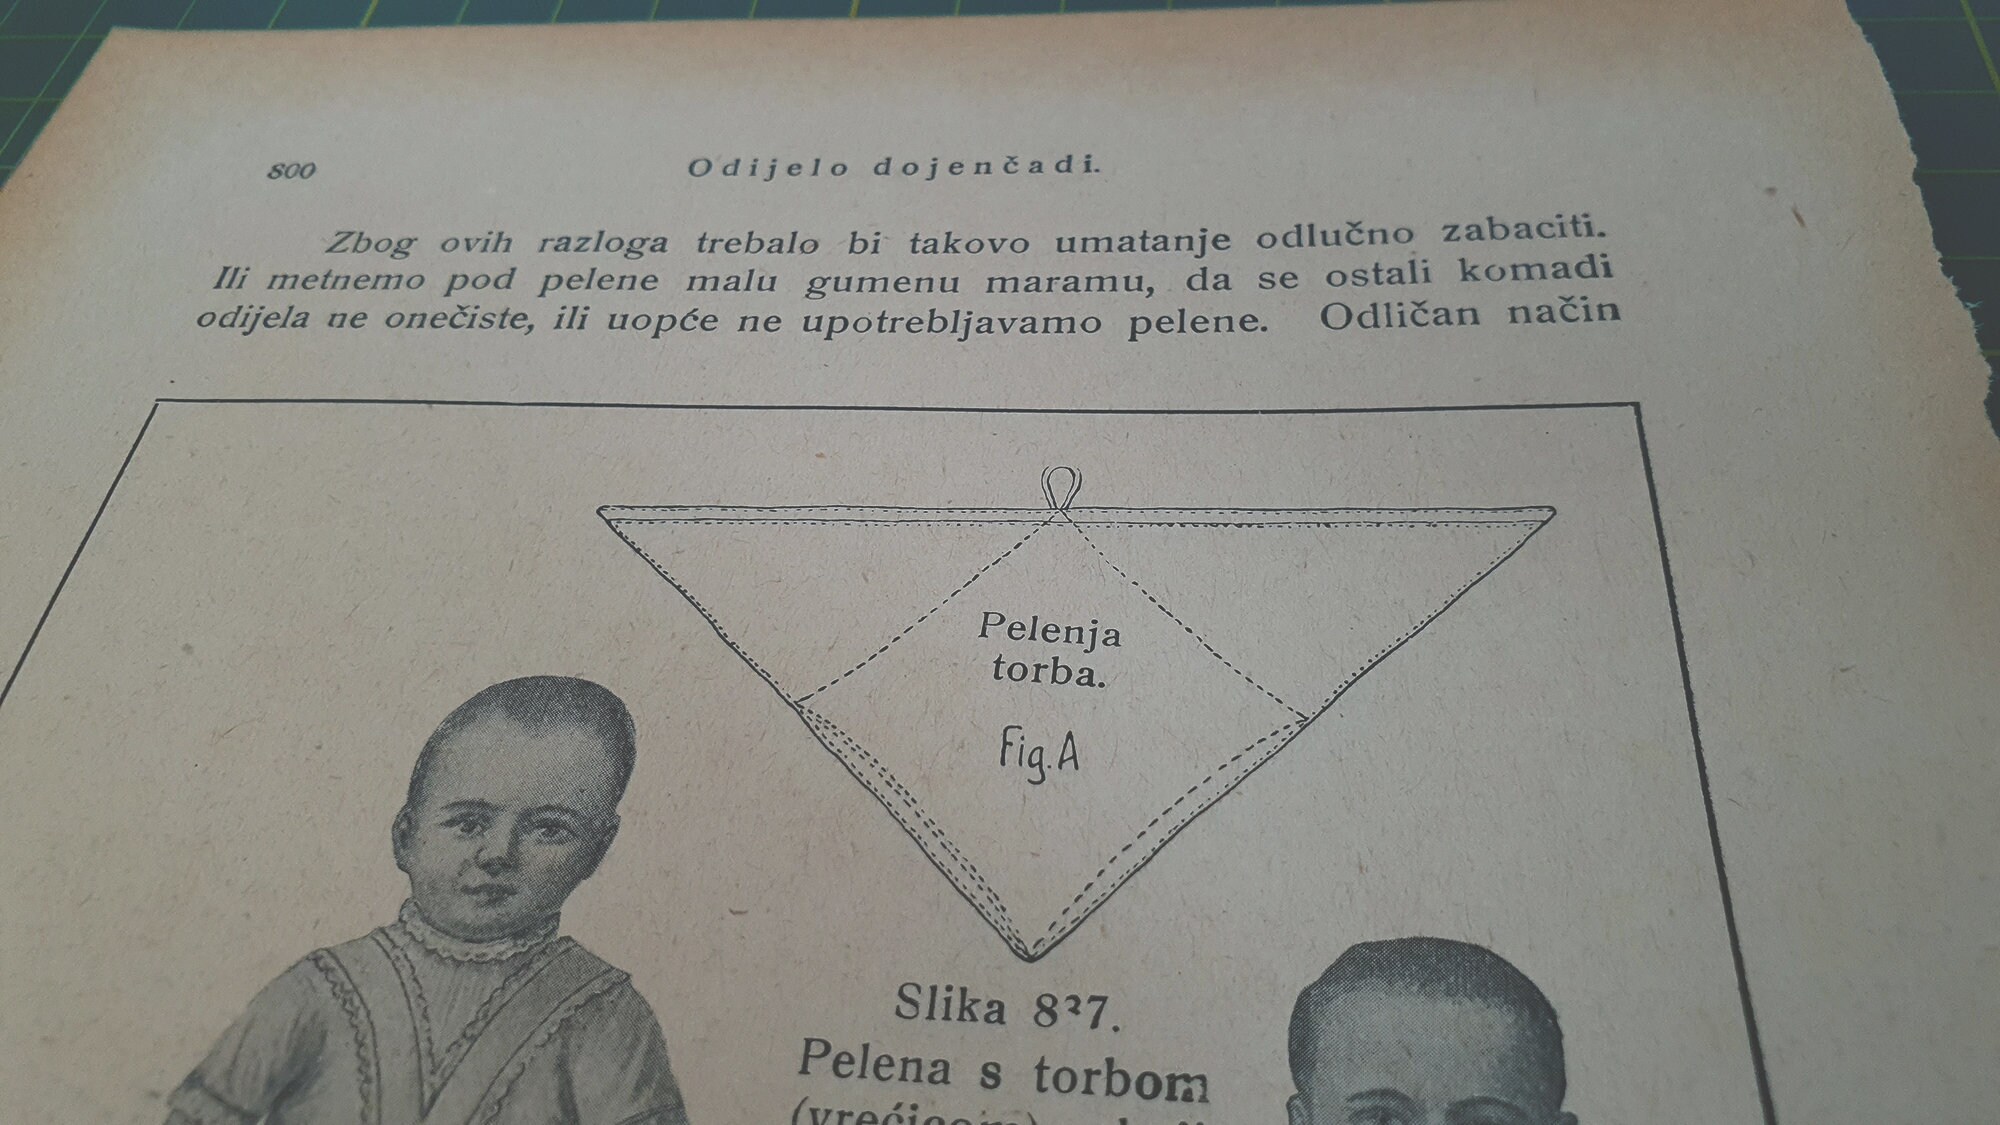 800
Odijelo dojenčadi.
Zbog ovih razloga trebalo bi takovo umatanje odlučno zabaciti.
Ili metnemo pod pelene malu gumenu maramu, da se ostali komadi
odijela ne onečiste, ili uopće ne upotrebljavamo pelene. Odličan način
Pelenja
torba.
Fig.A
Slika 827.
Pelena s torbom
(vrećicom)